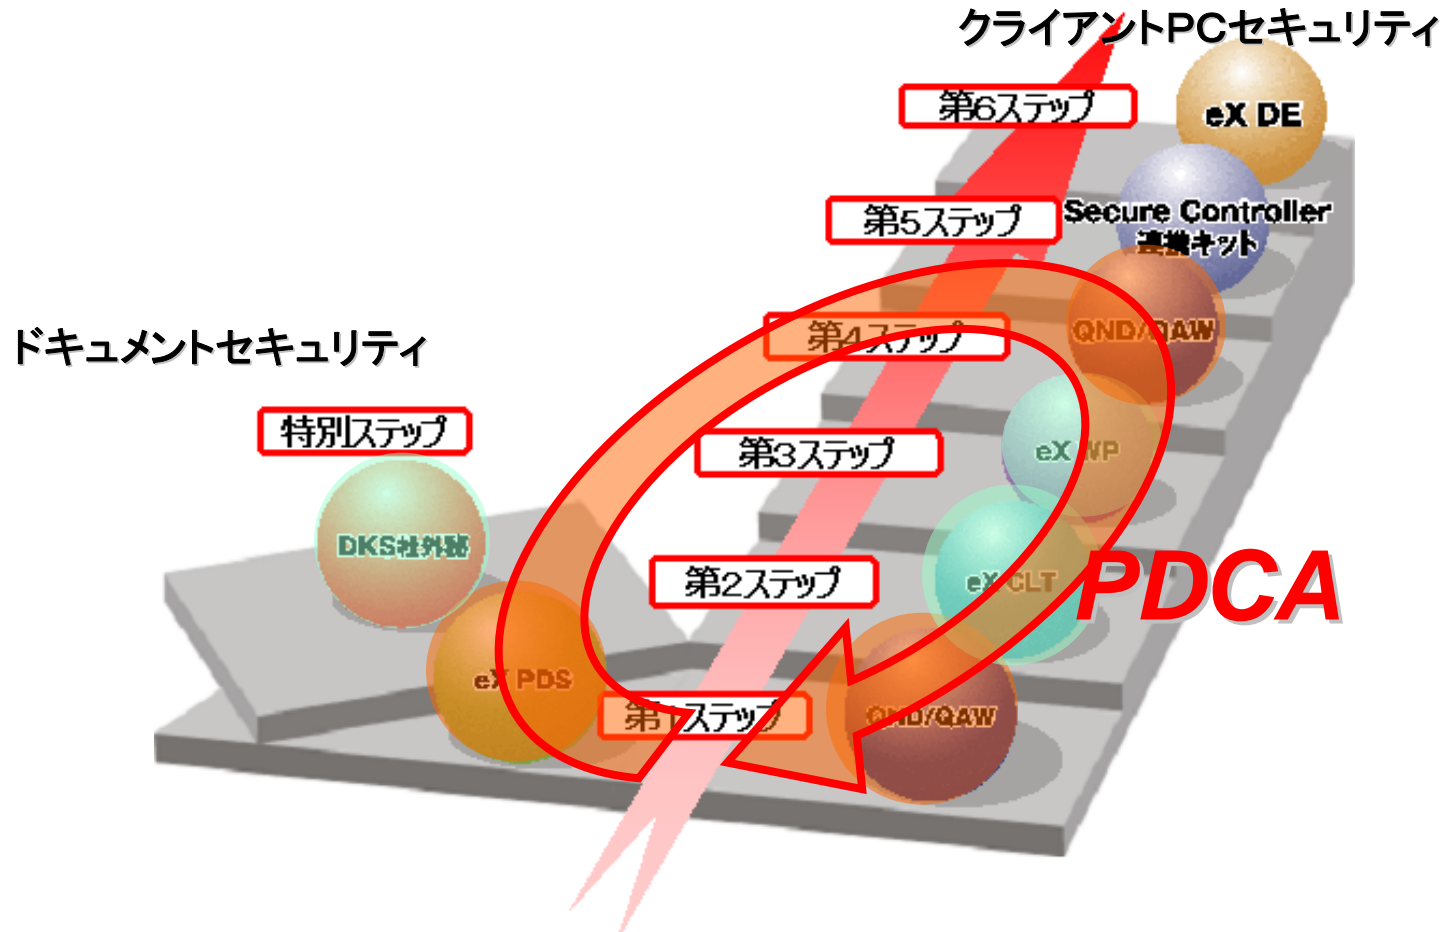 クライアントPCセキュリティ
第6ステップ
eX DE
第5ステップ
Secure Controller
連携キット
第4ステップ
QND/QAW
ドキュメントセキュリティ
特別ステップ
第3ステップ
eX WP
DKS社外秘
第2ステップ
eX CLT
PDCA
eX PDS
第1ステップ
QND/QAW